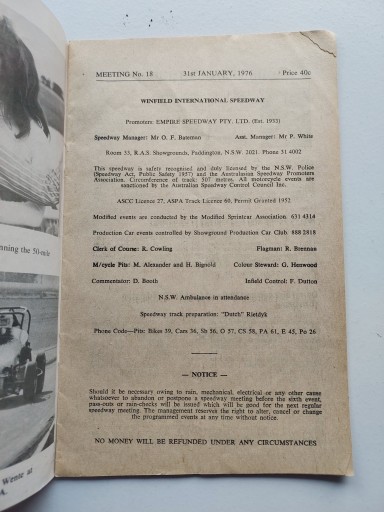 MEETING No. 18 31st JANUARY, 1976 Price 40c
WINFIELD INTERNATIONAL SPEEDWAY
Promoters: EMPIRE SPEEDWAY PTY. LTD. (Est. 1933)
Speedway Manager: Mr O. F. Bateman Asst. Manager: Mr P. White
Room 33, R.A.S. Showgrounds, Paddington, N.S.W. 2021. Phone 31 4002
This speedway is safety recognised and duly licensed by the N.S.W. Police
(Speedway Act, Public Safety 1957) and the Australian Speedway Promoters
Association. Circumference of track: 507 metres. All motorcycle events are
sanctioned by the Australian Speedway Control Council Inc.
ASCC Licence 27, ASPA Track Licence 60, Permit Granted 1952
Modified events are conducted by the Modified Sprintcar Association. 631 4314
Production Car events controlled by Showground Production Car Club. 888 2818
Clerk of Course: R. Cowling Flagman: R. Brennan
M/cycle Pits: M. Alexander and H. Bignold Colour Steward: G. Henwood
Commentator: D. Booth Infield Control: F. Dutton
N.S.W. Ambulance in attendance
Speedway track preparation: "Dutch" Rietdyk
Phone Code—Pits: Bikes 39, Cars 36, Sb 56, O 37, CS 58, PA 61, E 45, Po 26
— NOTICE —
Should it be necessary owing to rain, mechanical, electrical or any other cause
whatsoever to abandon or postpone a speedway meeting before the sixth event,
pass-outs or rain-checks will be issued which will be good for the next regular
speedway meeting. The management reserves the right to alter, cancel or change
the programmed events at any time without notice.
NO MONEY WILL BE REFUNDED UNDER ANY CIRCUMSTANCES
nning the 50-mile
Wente at
A.